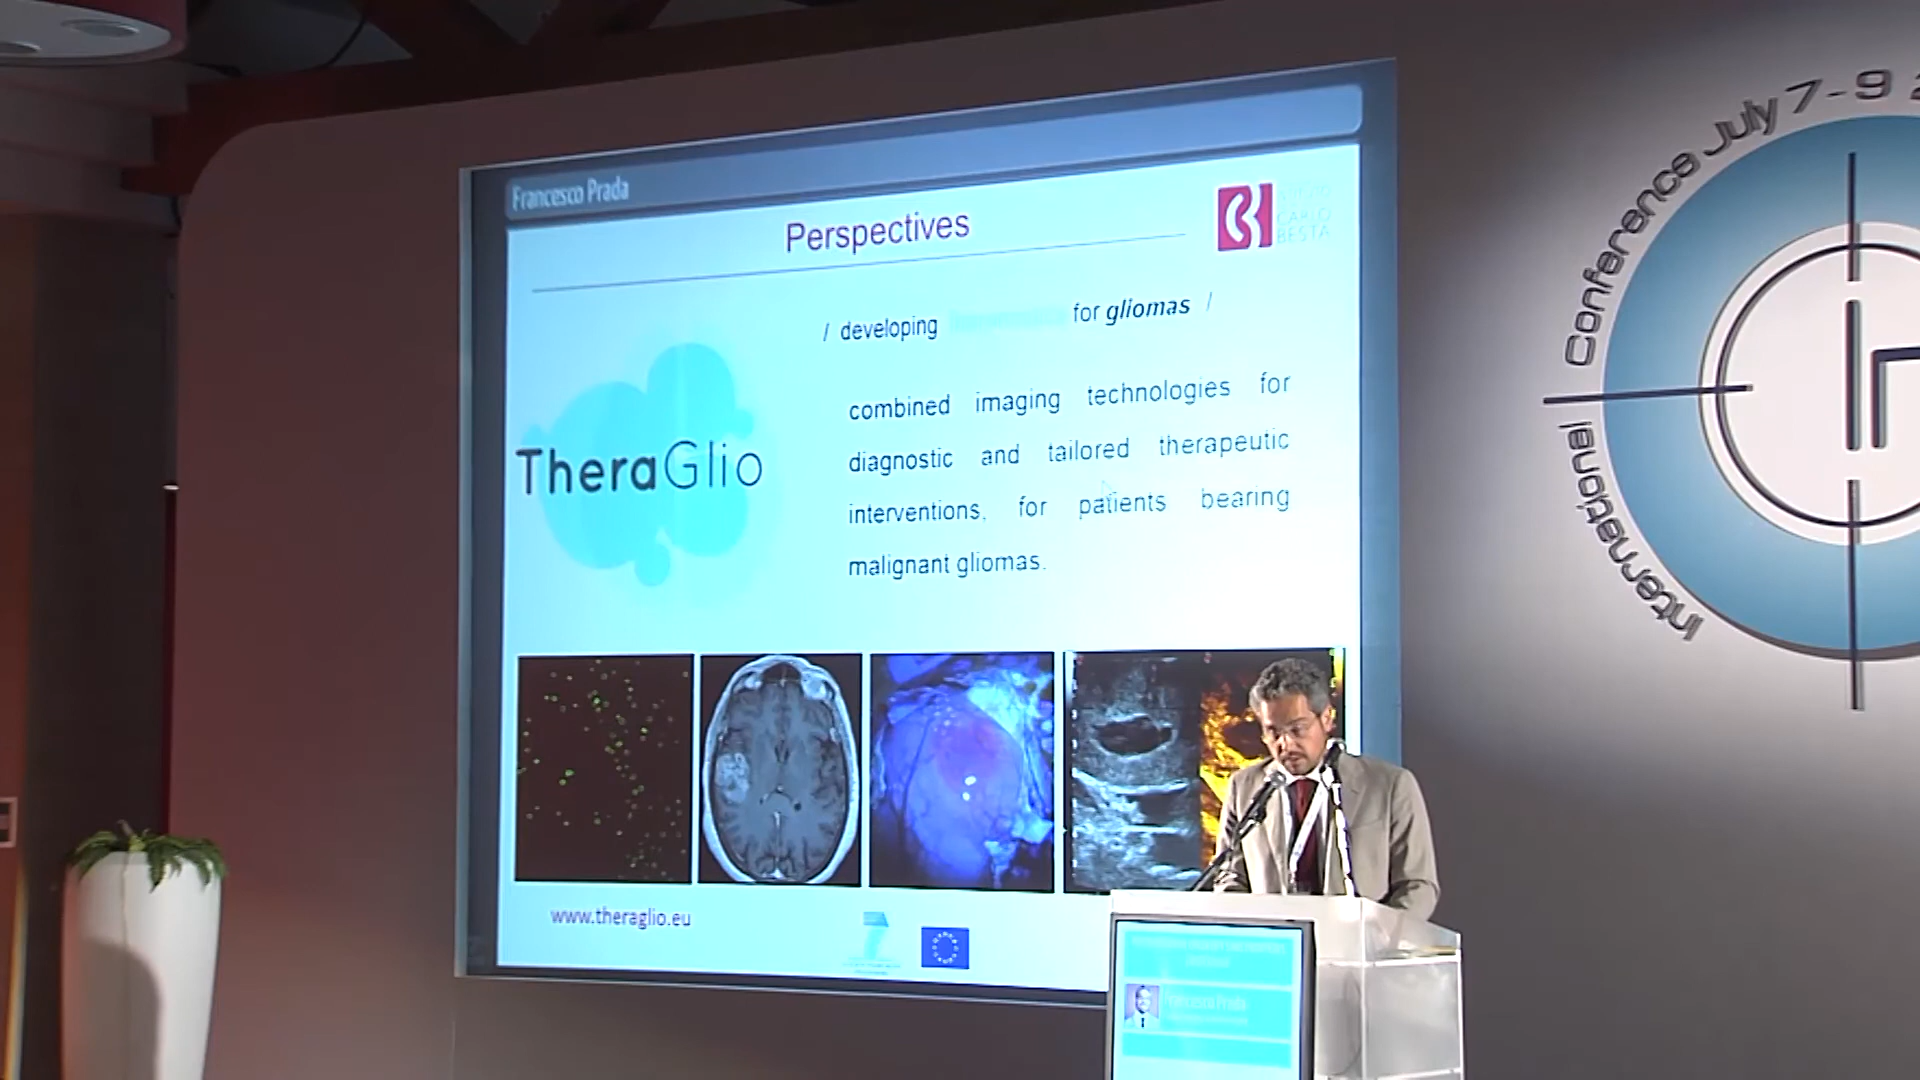 Francesco Prada
Perspectives
CARLO
BESTA
/ developing for gliomas /
TheraGlio
combined imaging technologies for
diagnostic and tailored therapeutic
interventions, for patients bearing
malignant gliomas.
www.theraglio.eu
International Conference July 7-9
Francesco Prada